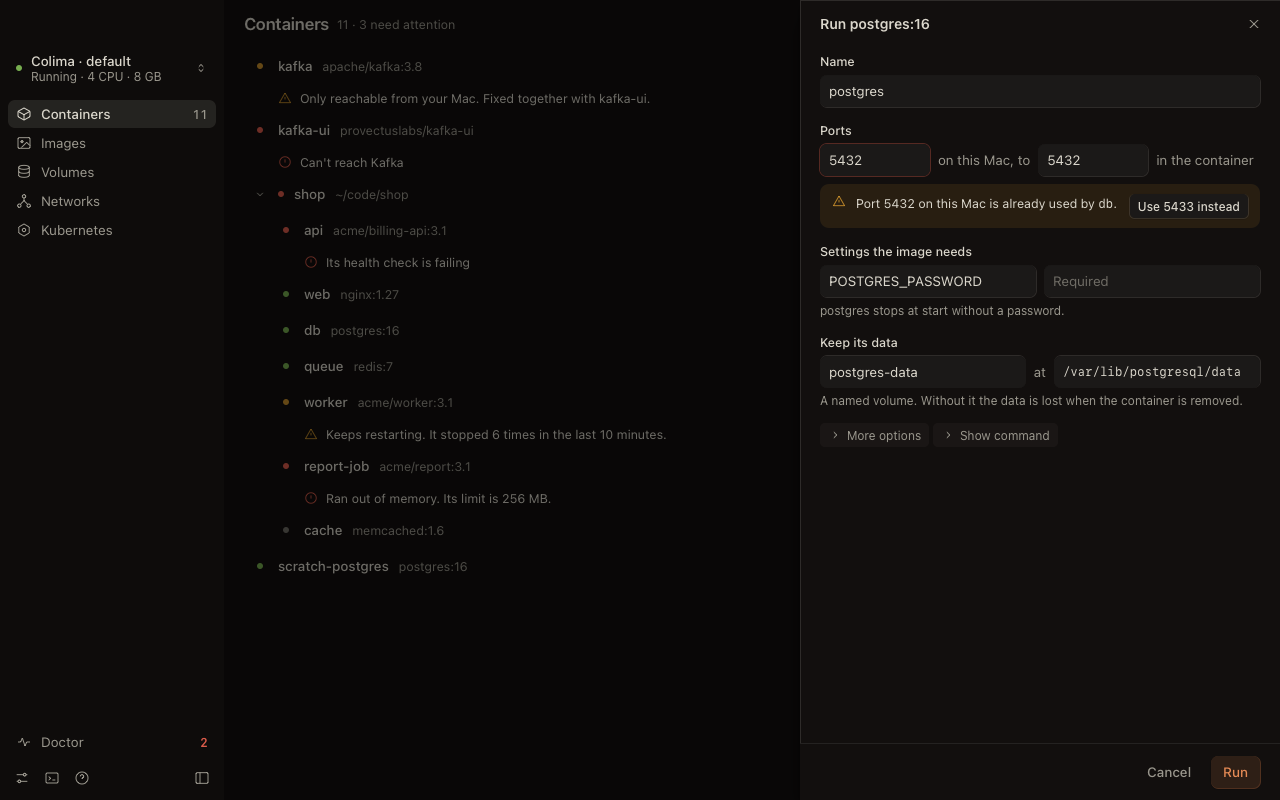 Colima · default
Running · 4 CPU · 8 GB
Containers 11
Images
Volumes
Networks
Kubernetes
Doctor 2
Containers 11 · 3 need attention
kafka apache/kafka:3.8
Only reachable from your Mac. Fixed together with kafka-ui.
kafka-ui provectuslabs/kafka-ui
Can't reach Kafka
shop ~/code/shop
api acme/billing-api:3.1
Its health check is failing
web nginx:1.27
db postgres:16
queue redis:7
worker acme/worker:3.1
Keeps restarting. It stopped 6 times in the last 10 minutes.
report-job acme/report:3.1
Ran out of memory. Its limit is 256 MB.
cache memcached:1.6
scratch-postgres postgres:16
Run postgres:16
Name
postgres
Ports
5432 on this Mac, to 5432 in the container
Port 5432 on this Mac is already used by db. Use 5433 instead
Settings the image needs
POSTGRES_PASSWORD Required
postgres stops at start without a password.
Keep its data
postgres-data at /var/lib/postgresql/data
A named volume. Without it the data is lost when the container is removed.
More options Show command
Cancel Run